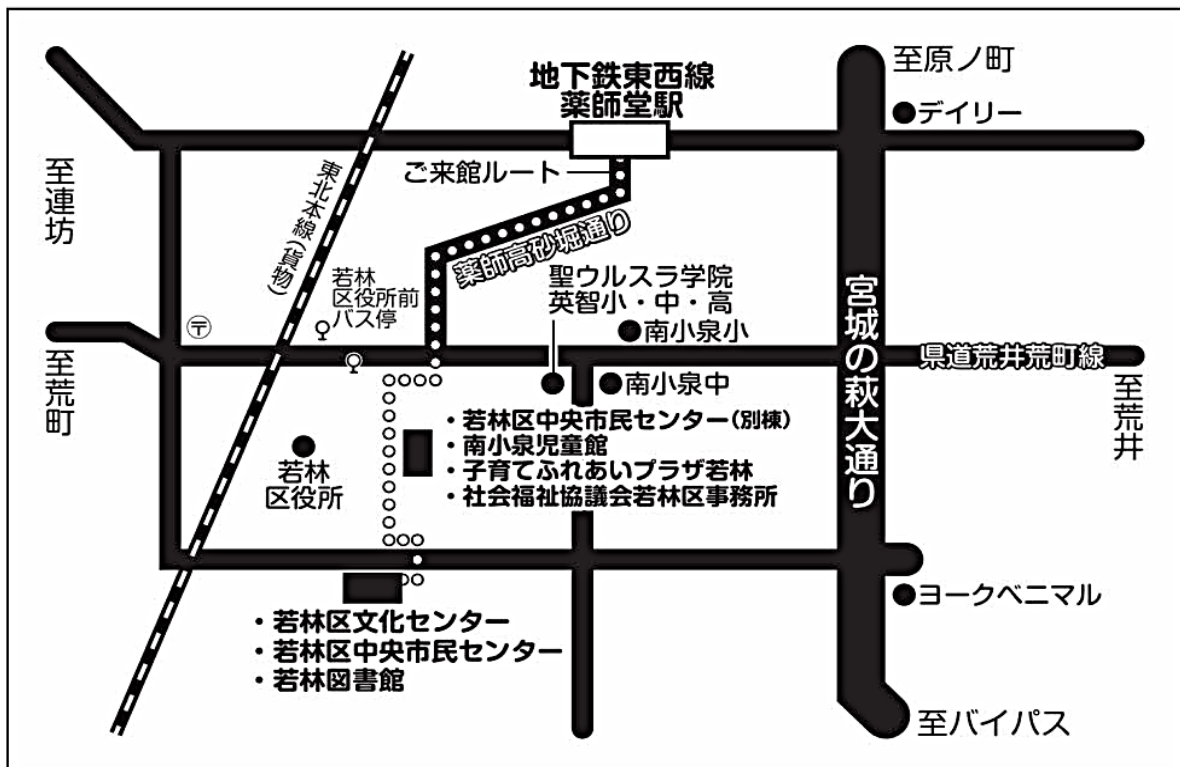 地下鉄東西線
薬師堂駅
至原ノ町
デイリー
至連坊
ご来館ルート
東北本線(貨物)
薬師高砂堀通り
若林
区役所前
バス停
聖ウルスラ学院
英智小・中・高
宮城の萩大通り
〒
南小泉小
県道荒井荒町線
至荒町
南小泉中
至荒井
・若林区中央市民センター(別棟)
・南小泉児童館
・子育てふれあいプラザ若林
・社会福祉協議会若林区事務所
若林
区役所
ヨークベニマル
・若林区文化センター
・若林区中央市民センター
・若林図書館
至バイパス